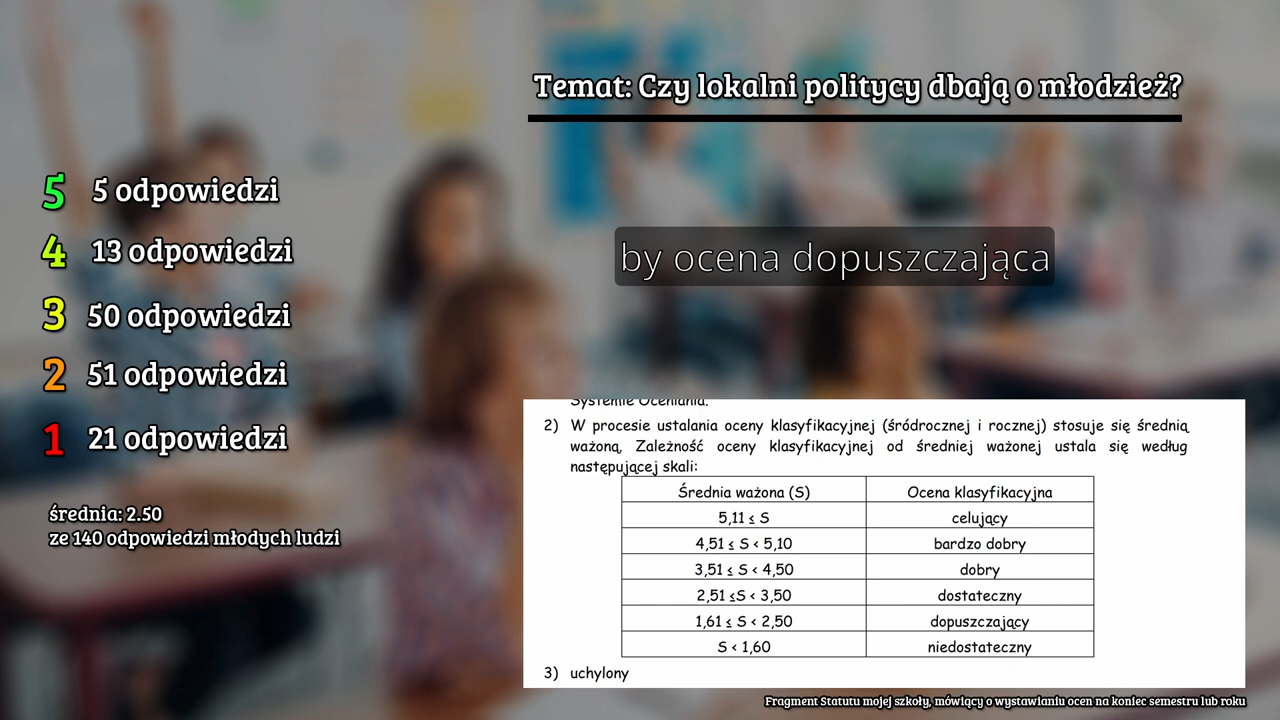 Temat: Czy lokalni politycy dbają o młodzież?
5 5 odpowiedzi
4 13 odpowiedzi
3 50 odpowiedzi
2 51 odpowiedzi
1 21 odpowiedzi
średnia: 2.50
ze 140 odpowiedzi młodych ludzi
by ocena dopuszczająca
Systemie Oceniania.
2) W procesie ustalania oceny klasyfikacyjnej (śródrocznej i rocznej) stosuje się średnią
ważoną. Zależność oceny klasyfikacyjnej od średniej ważonej ustala się według
następującej skali:
Średnia ważona (S) Ocena klasyfikacyjna
5,11 ≤ S celujący
4,51 ≤ S < 5,10 bardzo dobry
3,51 ≤ S < 4,50 dobry
2,51 ≤S < 3,50 dostateczny
1,61 ≤ S < 2,50 dopuszczający
S < 1,60 niedostateczny
3) uchylony
Fragment Statutu mojej szkoły, mówiący o wystawianiu ocen na koniec semestru lub roku